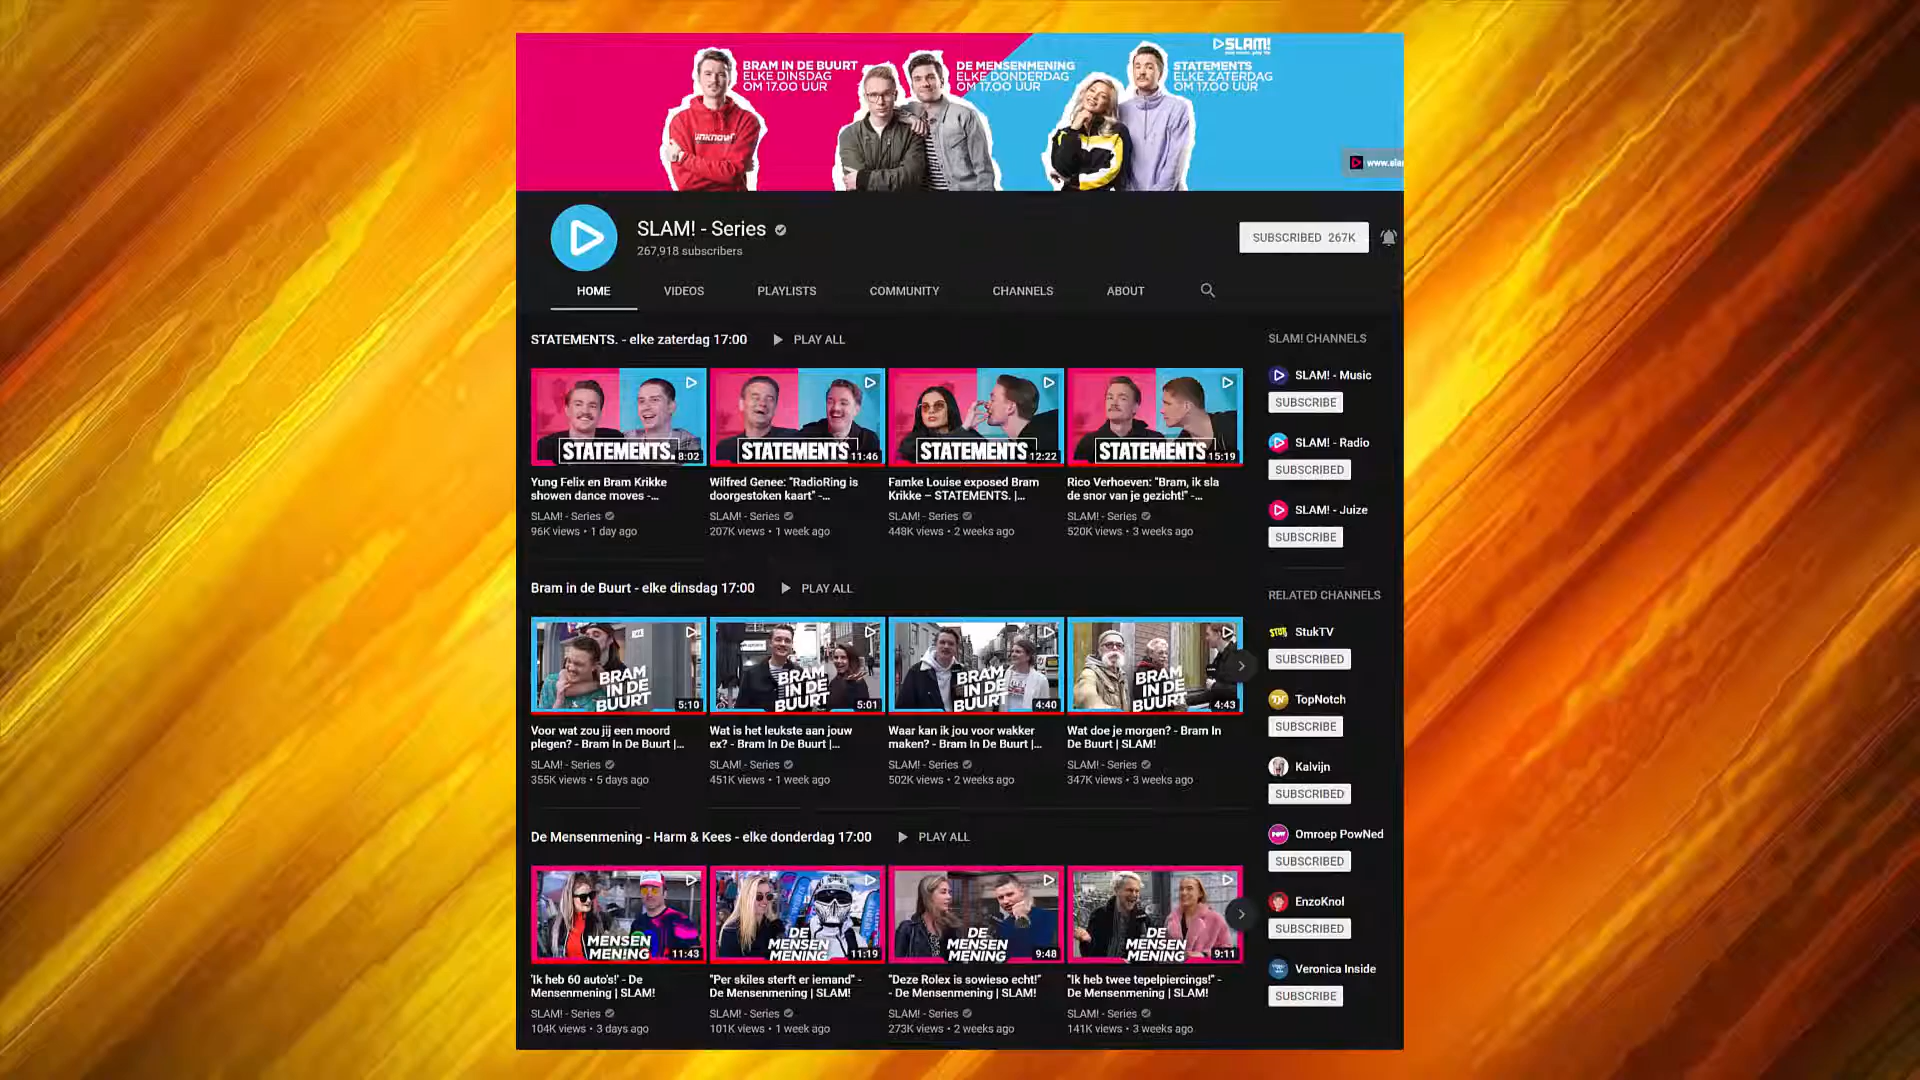 SLAM!
BRAM IN DE BUURT
ELKE DINSDAG
OM 17.00 UUR
DE MENSENMENING
ELKE DONDERDAG
OM 17.00 UUR
STATEMENTS
ELKE ZATERDAG
OM 17.00 UUR
unknown
SLAM! - Series
267,918 subscribers
SUBSCRIBED 267K
HOME VIDEOS PLAYLISTS COMMUNITY CHANNELS ABOUT
STATEMENTS. - elke zaterdag 17:00 PLAY ALL
STATEMENTS. 8:02
STATEMENTS 11:46
STATEMENTS 12:22
STATEMENTS 15:19
Yung Felix en Bram Krikke
showen dance moves -...
SLAM! - Series
96K views • 1 day ago
Wilfred Genee: "RadioRing is
doorgestoken kaart" -...
SLAM! - Series
207K views • 1 week ago
Famke Louise exposed Bram
Krikke – STATEMENTS. |...
SLAM! - Series
448K views • 2 weeks ago
Rico Verhoeven: "Bram, ik sla
de snor van je gezicht!" -...
SLAM! - Series
520K views • 3 weeks ago
Bram in de Buurt - elke dinsdag 17:00 PLAY ALL
BRAM
IN DE
BUURT
5:10
BRAM
IN DE
BUURT
5:01
BRAM
IN DE
BUURT
4:40
BRAM
IN DE
BUURT
4:43
Voor wat zou jij een moord
plegen? - Bram In De Buurt |...
SLAM! - Series
355K views • 5 days ago
Wat is het leukste aan jouw
ex? - Bram In De Buurt |...
SLAM! - Series
451K views • 1 week ago
Waar kan ik jou voor wakker
maken? - Bram In De Buurt |...
SLAM! - Series
502K views • 2 weeks ago
Wat doe je morgen? - Bram In
De Buurt | SLAM!
SLAM! - Series
347K views • 3 weeks ago
De Mensenmening - Harm & Kees - elke donderdag 17:00 PLAY ALL
MENSEN
MENING
11:43
DE
MENSEN
MENING
11:19
DE
MENSEN
MENING
9:48
DE
MENSEN
MENING
9:11
'Ik heb 60 auto's!' - De
Mensenmening | SLAM!
SLAM! - Series
104K views • 3 days ago
"Per skiles sterft er iemand" -
De Mensenmening | SLAM!
SLAM! - Series
101K views • 1 week ago
"Deze Rolex is sowieso echt!"
- De Mensenmening | SLAM!
SLAM! - Series
273K views • 2 weeks ago
"Ik heb twee tepelpiercings!" -
De Mensenmening | SLAM!
SLAM! - Series
141K views • 3 weeks ago
SLAM! CHANNELS
SLAM! - Music
SUBSCRIBE
SLAM! - Radio
SUBSCRIBED
SLAM! - Juize
SUBSCRIBE
RELATED CHANNELS
StukTV
SUBSCRIBED
TopNotch
SUBSCRIBE
Kalvijn
SUBSCRIBED
Omroep PowNed
SUBSCRIBED
EnzoKnol
SUBSCRIBED
Veronica Inside
SUBSCRIBE